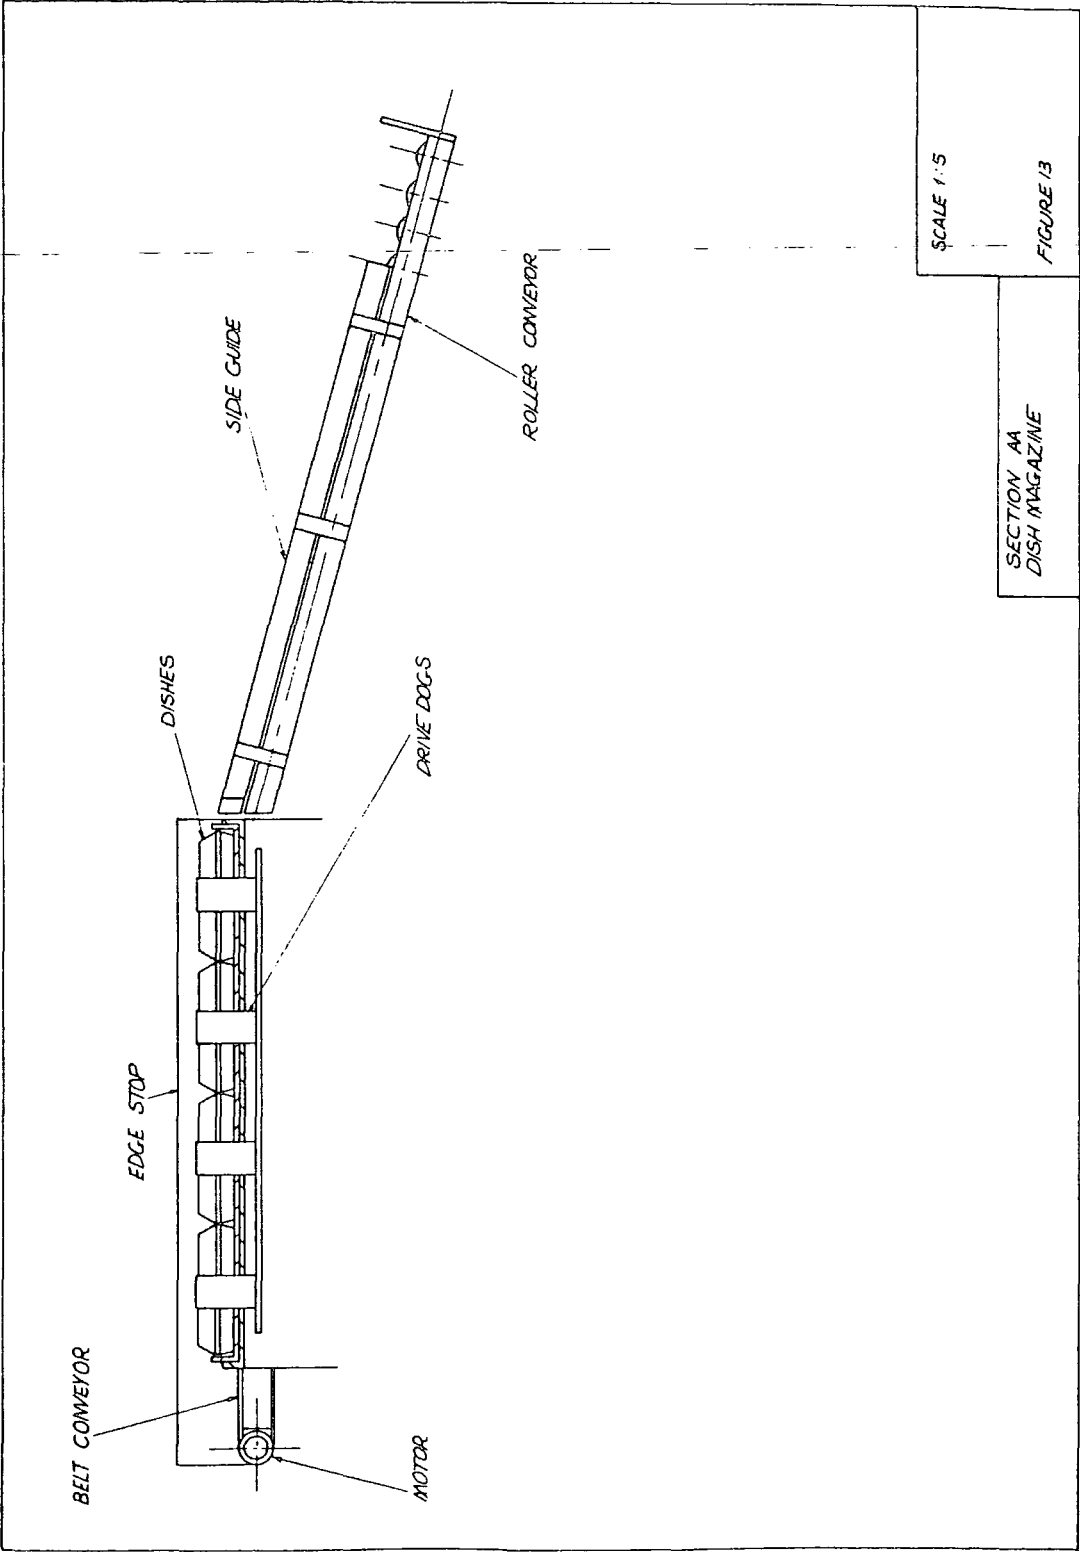 BELT CONVEYOR
EDGE STOP
DISHES
SIDE GUIDE
MOTOR
DRIVE DOGS
ROLLER CONVEYOR
SECTION AA
DISH MAGAZINE
SCALE 1:5
FIGURE 13